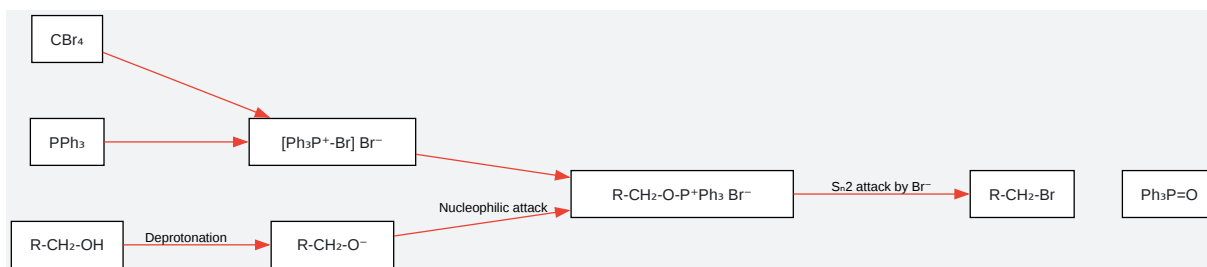 CBr₄
PPh₃
[Ph₃P⁺-Br] Br⁻
R-CH₂-OH
Deprotonation
R-CH₂-O⁻
Nucleophilic attack
R-CH₂-O-P⁺Ph₃ Br⁻
Sₙ2 attack by Br⁻
R-CH₂-Br
Ph₃P=O